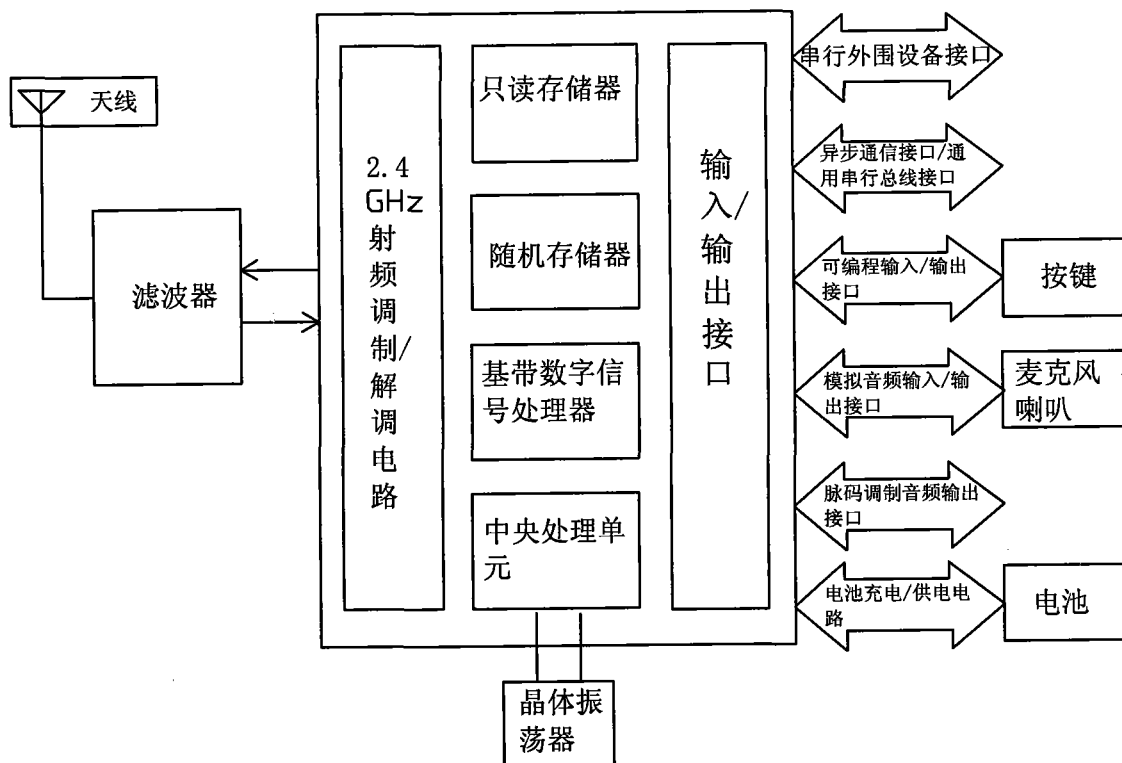 天线
滤波器
2.4
GHz
射
频
调
制/
解
调
电
路
只读存储器
随机存储器
基带数字信
号处理器
中央处理单
元
晶体振
荡器
输
入/
输
出
接
口
串行外围设备接口
异步通信接口/通
用串行总线接口
可编程输入/输出
接口
按键
模拟音频输入/输
出接口
麦克风
喇叭
脉码调制音频输出
接口
电池充电/供电电
路
电池